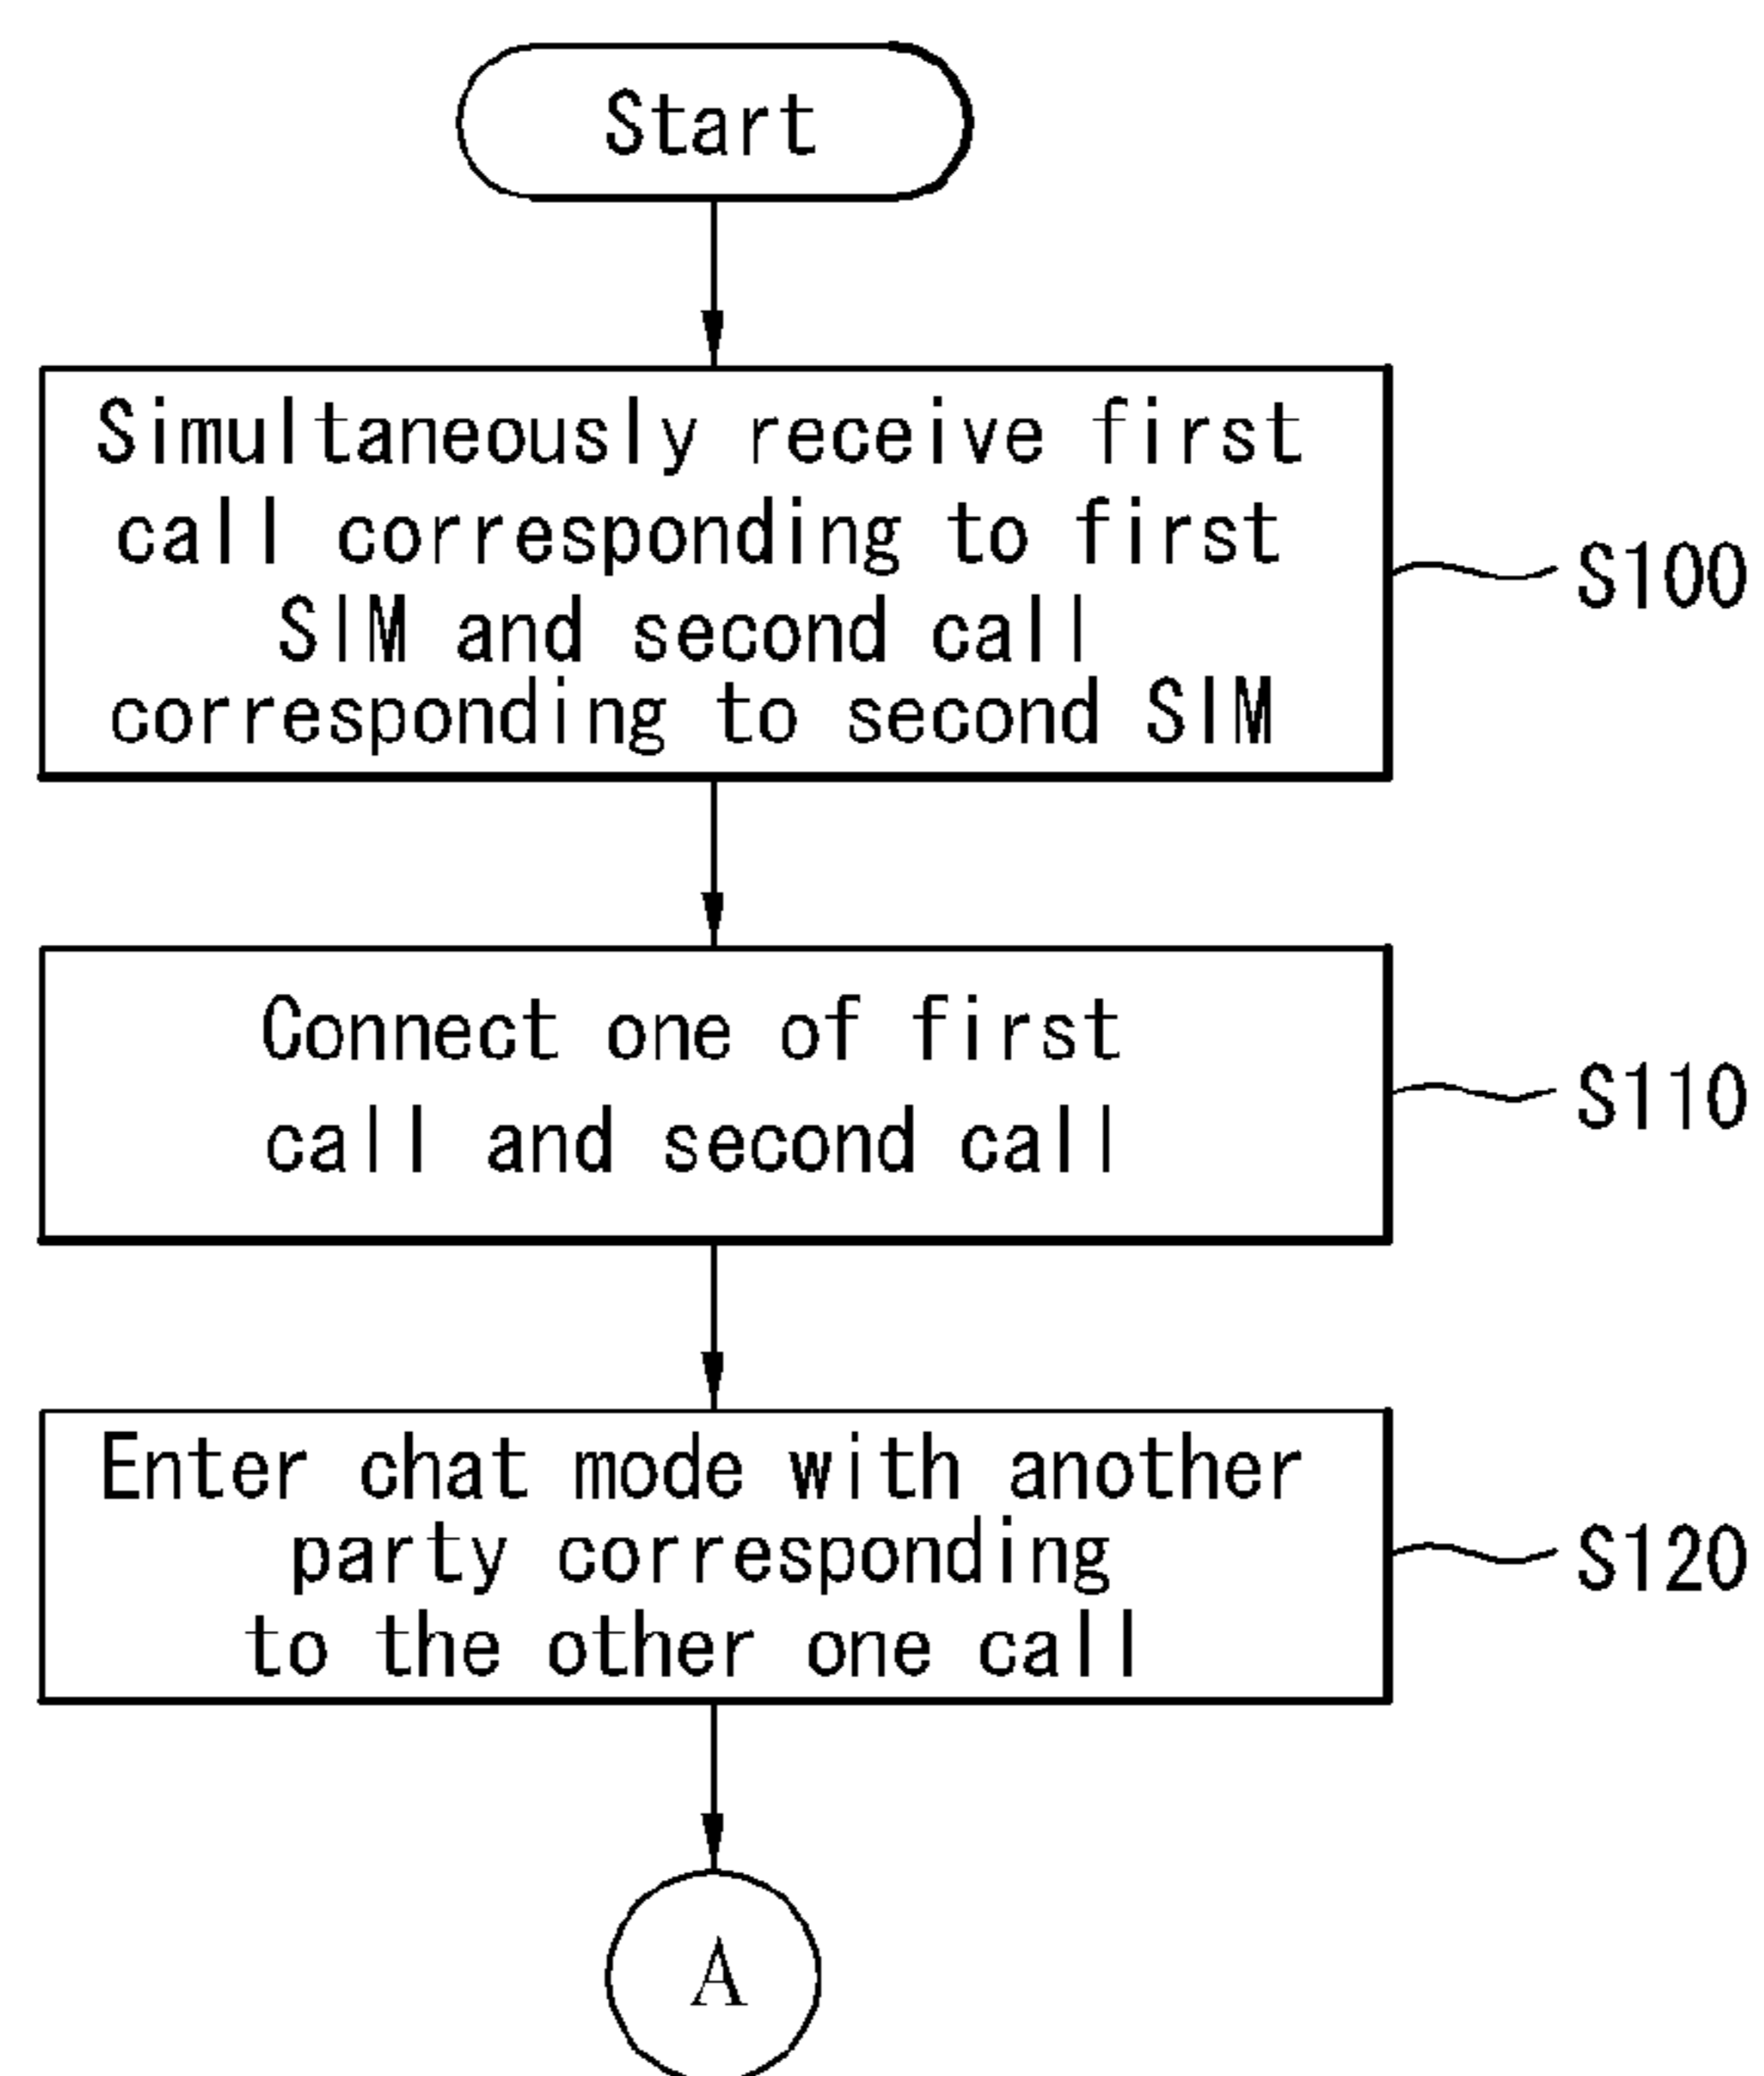 Start
Simultaneously receive first
call corresponding to first
SIM and second call
corresponding to second SIM
S100
Connect one of first
call and second call
S110
Enter chat mode with another
party corresponding
to the other one call
S120
A